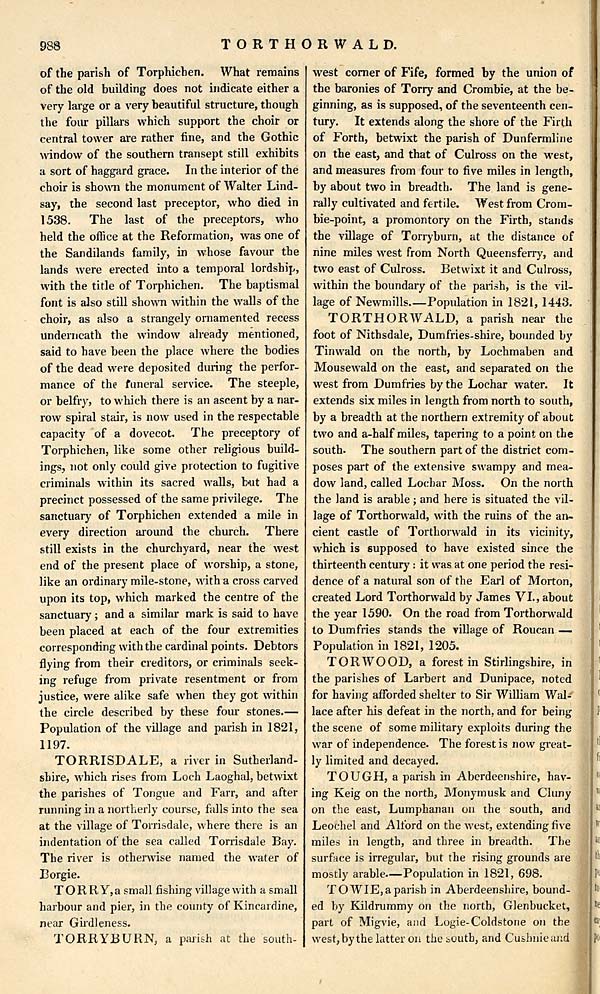 988
TORTHORWALD.
of the parish of Torphichen. What remains
of the old building does not indicate either a
very large or a very beautiful structure, though
the four pillars which support the choir or
central tower are rather fine, and the Gothic
window of the southern transept still exhibits
a sort of haggard grace. In the interior of the
choir is shown the monument of Walter Lind-
say, the second last preceptor, who died in
1538. The last of the preceptors, who
held the office at the Reformation, was one of
the Sandilands family, in whose favour the
lands were erected into a temporal lordship,
with the title of Torphichen. The baptismal
font is also still shown within the walls of the
choir, as also a strangely ornamented recess
underneath the window already mentioned,
said to have been the place where the bodies
of the dead were deposited during the perfor-
mance of the funeral service. The steeple,
or belfry, to which there is an ascent by a nar-
row spiral stair, is now used in the respectable
capacity of a dovecot. The preceptory of
Torphichen, like some other religious build-
ings, not only could give protection to fugitive
criminals within its sacred walls, but had a
precinct possessed of the same privilege. The
sanctuary of Torphichen extended a mile in
every direction around the church. There
still exists in the churchyard, near the west
end of the present place of worship, a stone,
like an ordinary mile-stone, with a cross carved
upon its top, which marked the centre of the
sanctuary; and a similar mark is said to have
been placed at each of the four extremities
corresponding with the cardinal points. Debtors
flying from their creditors, or criminals seek-
ing refuge from private resentment or from
justice, were alike safe when they got within
the circle described by these four stones.—
Population of the village and parish in 1821,
1197.
TORRISDALE, a river in Sutherland-
shire, which rises from Loch Laoghal, betwixt
the parishes of Tongue and Farr, and after
running in a northerly course, falls into the sea
at the village of Torrisdale, where there is an
indentation of the sea called Torrisdale Bay.
The river is otherwise named the water of
Borgie.
TORRY, a small fishing village with a small
harbour and pier, in the county of Kincardine,
near Girdleness.
TORRYBURN, a parish at the south-
west corner of Fife, formed by the union of
the baronies of Torry and Crombie, at the be-
ginning, as is supposed, of the seventeenth cen-
tury. It extends along the shore of the Firth
of Forth, betwixt the parish of Dunfermline
on the east, and that of Culross on the west,
and measures from four to five miles in length,
by about two in breadth. The land is gene-
rally cultivated and fertile. West from Crom-
bie-point, a promontory on the Firth, stands
the village of Torryburn, at the distance of
nine miles west from North Queensferry, and
two east of Culross. Betwixt it and Culross,
within the boundary of the parish, is the vil-
lage of Newmills.—Population in 1821, 1443.
TORTHORWALD, a parish near the
foot of Nithsdale, Dumfries-shire, bounded by
Tinwald on the north, by Lochmaben and
Mousewald on the east, and separated on the
west from Dumfries by the Lochar water. It
extends six miles in length from north to south,
by a breadth at the northern extremity of about
two and a-half miles, tapering to a point on the
south. The southern part of the district com-
poses part of the extensive swampy and mea-
dow land, called Lochar Moss. On the north
the land is arable; and here is situated the vil-
lage of Torthorwald, with the ruins of the an-
cient castle of Torthorwald in its vicinity,
which is supposed to have existed since the
thirteenth century: it was at one period the resi-
dence of a natural son of the Earl of Morton,
created Lord Torthorwald by James VI., about
the year 1590. On the road from Torthorwald
to Dumfries stands the village of Roucan —
Population in 1821, 1205.
TORWOOD, a forest in Stirlingshire, in
the parishes of Larbert and Dunipace, noted
for having afforded shelter to Sir William Wal-
lace after his defeat in the north, and for being
the scene of some military exploits during the
war of independence. The forest is now great-
ly limited and decayed.
TOUGH, a parish in Aberdeenshire, hav-
ing Keig on the north, Monymusk and Cluny
on the east, Lumphanan on the south, and
Leochel and Alford on the west, extending five
miles in length, and three in breadth. The
surface is irregular, but the rising grounds are
mostly arable.—Population in 1821, 698.
TOWIE, a parish in Aberdeenshire, bound-
ed by Kildrummy on the north, Glenbucket,
part of Migvie, and Logie-Coldstone on the
west, by the latter on the south, and Cushnie and